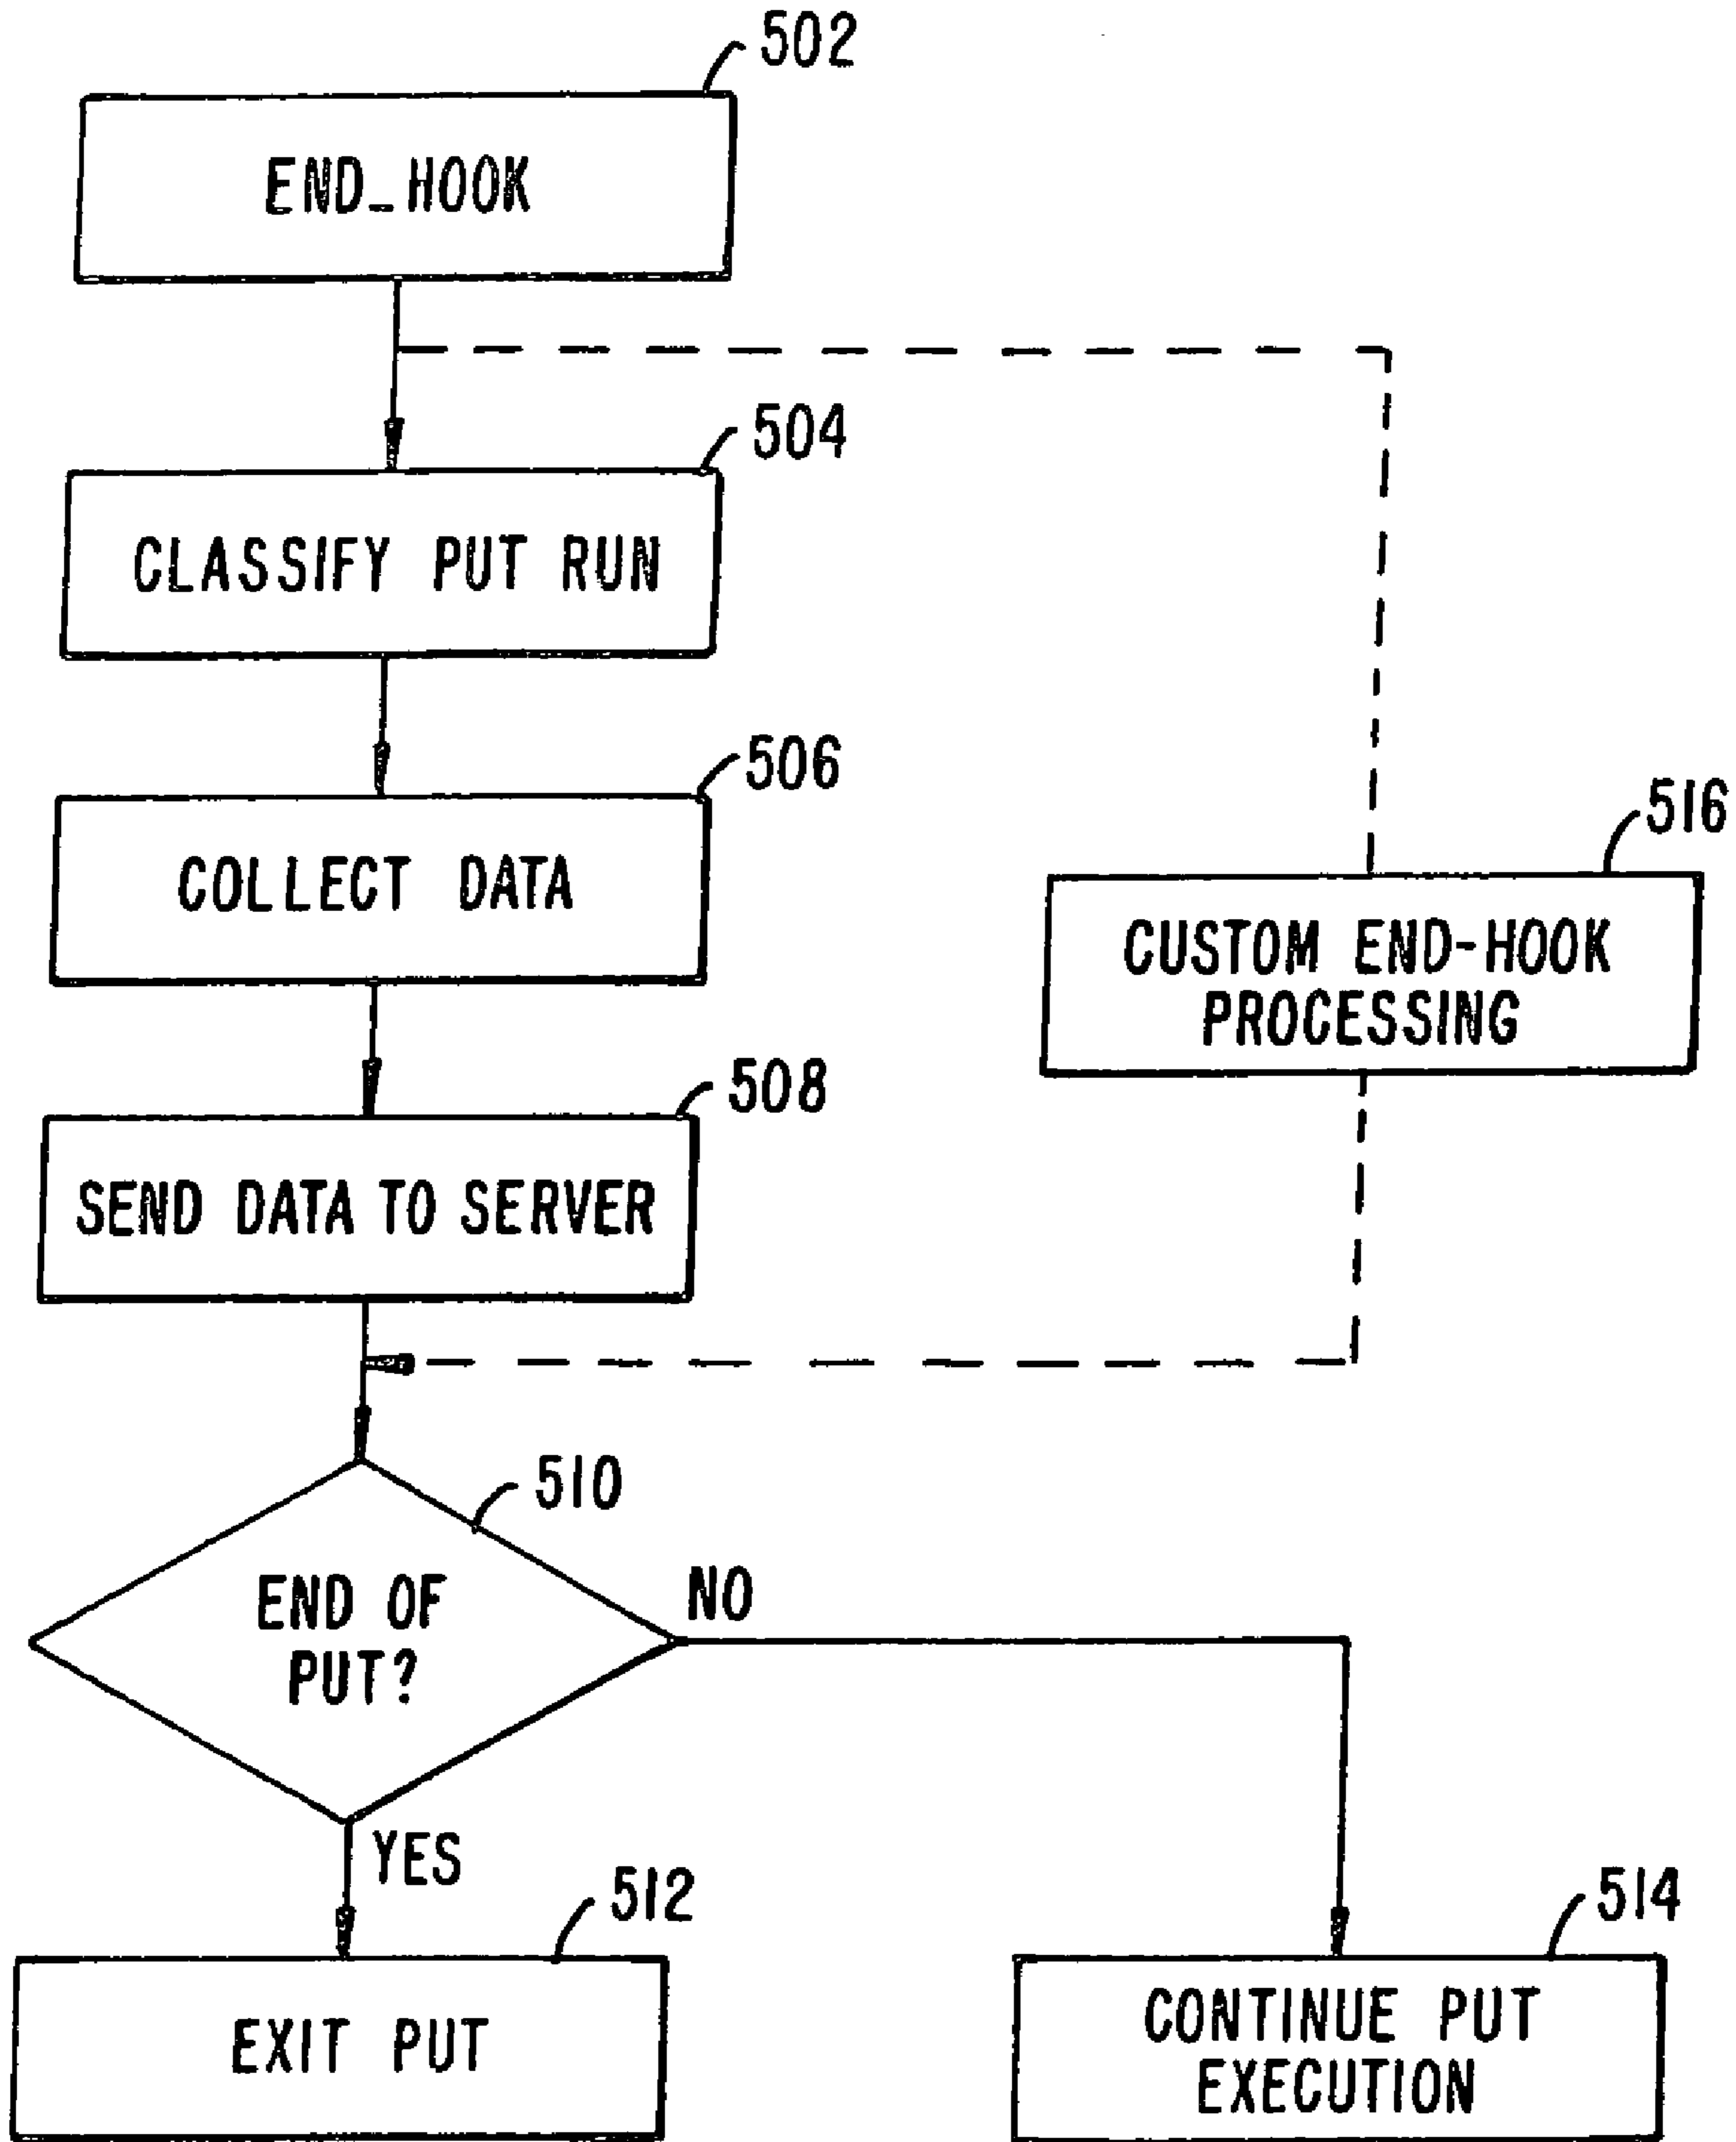 502
END_HOOK
504
CLASSIFY PUT RUN
506
COLLECT DATA
516
CUSTOM END-HOOK
PROCESSING
508
SEND DATA TO SERVER
510
END OF
PUT?
NO
YES
512
EXIT PUT
514
CONTINUE PUT
EXECUTION